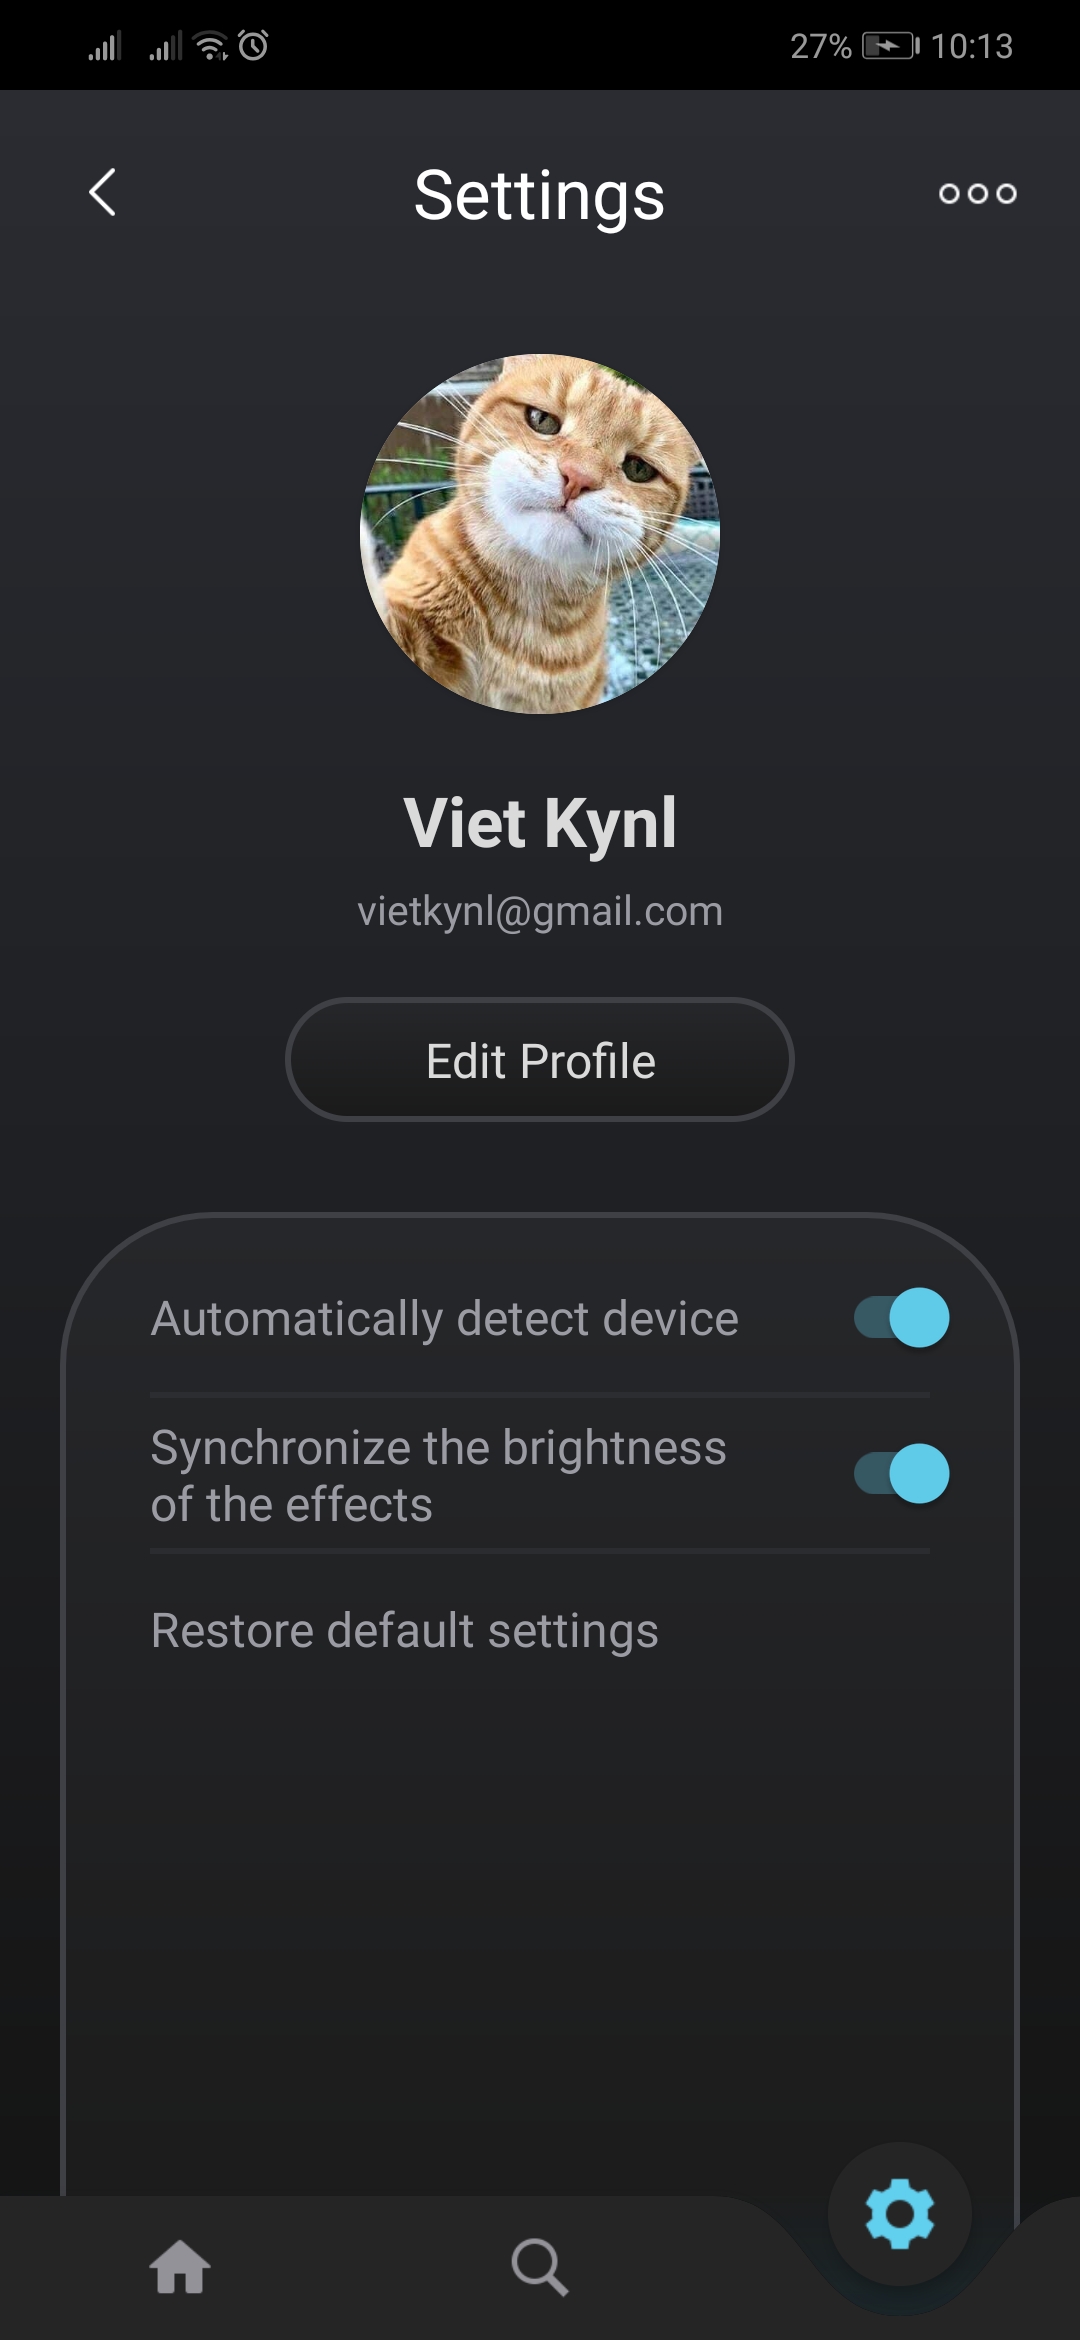 27% 10:13
Settings
Viet Kynl
vietkynl@gmail.com
Edit Profile
Automatically detect device
Synchronize the brightness
of the effects
Restore default settings